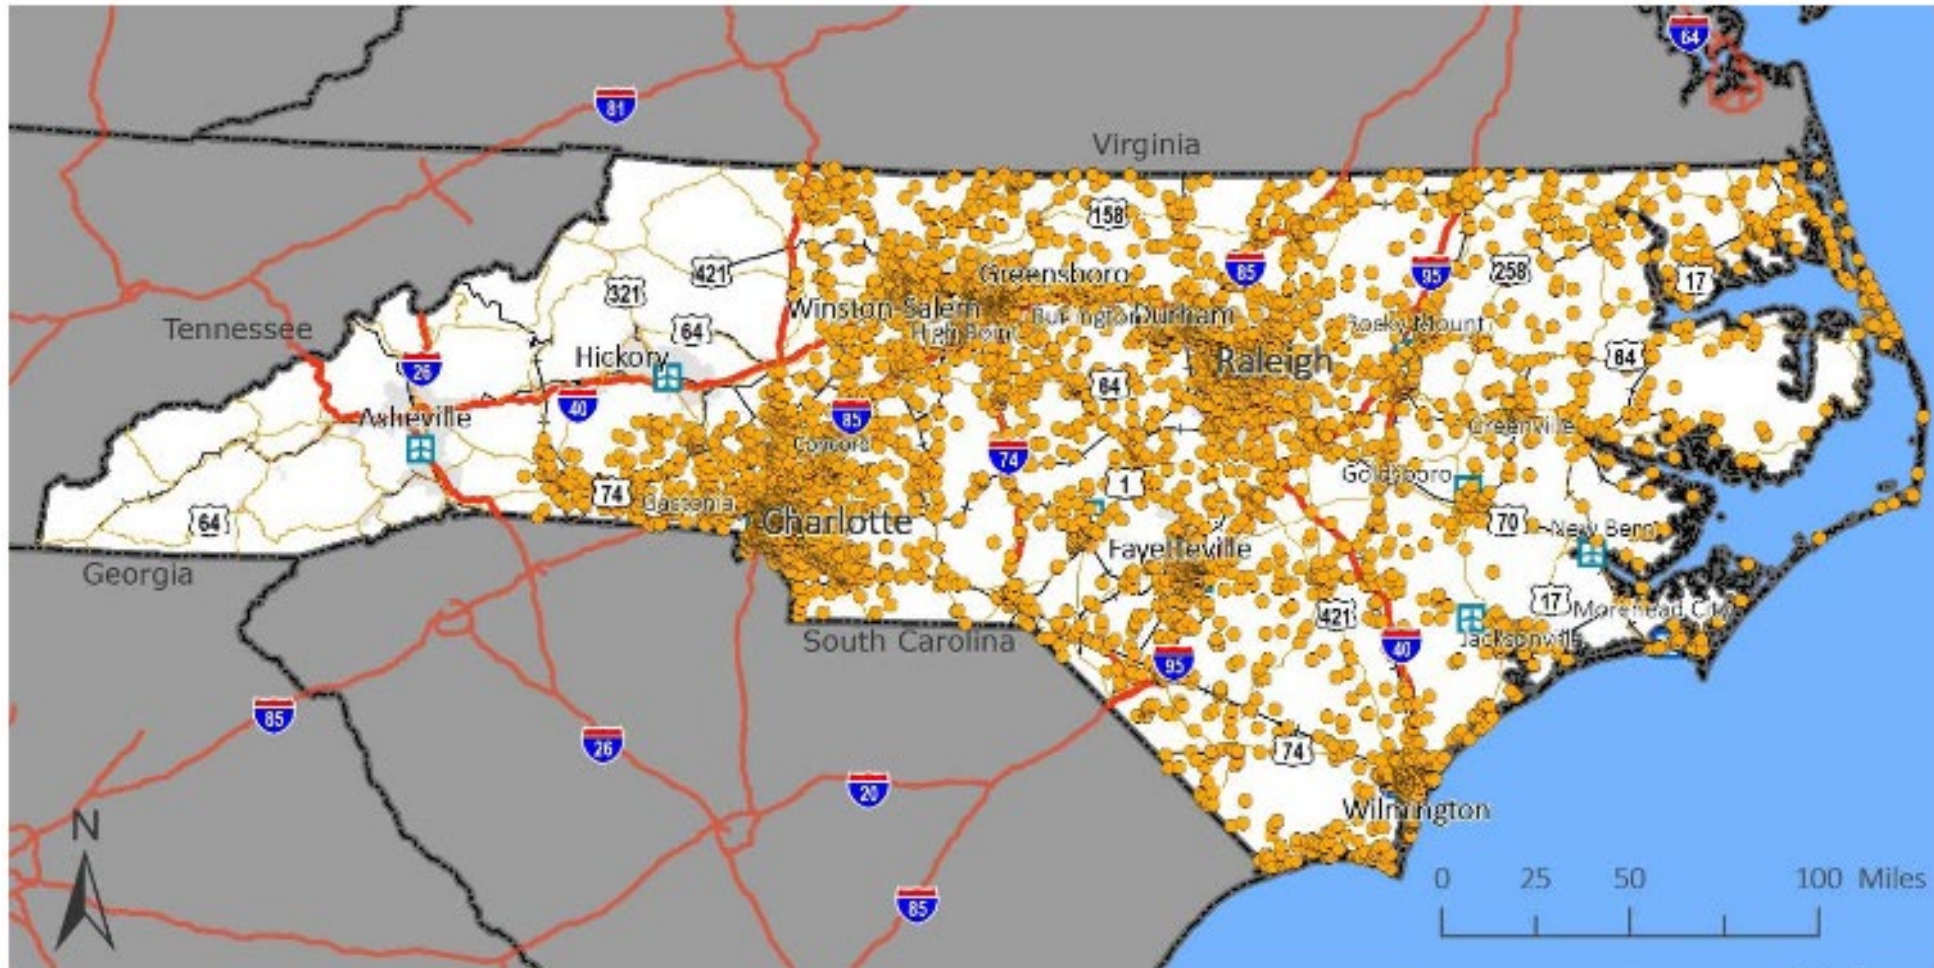 64
81
Virginia
158
Greensboro
421
85
95
258
17
321
Winston-Salem
Burlington
Durham
High Point
Rocky Mount
Tennessee
64
Hickory
Raleigh
64
26
64
40
Asheville
85
Concord
Greenville
74
Goldsboro
74
1
Gastonia
64
Charlotte
70
New Bern
Fayetteville
Georgia
17
Morehead City
421
South Carolina
Jacksonville
40
95
85
26
74
20
Wilmington
N
0 25 50 100 Miles
85